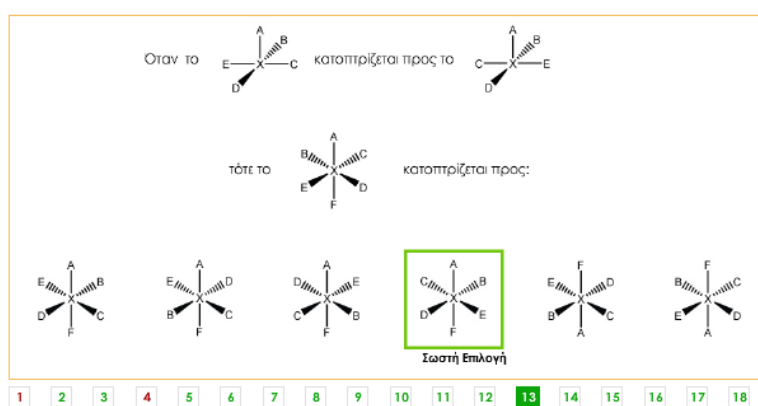 A
B
Όταν το E X C κατοπτρίζεται προς το C X E
D
A
B
D
A
B C
τότε το X κατοπτρίζεται προς:
E D
F
A A A A F F
E B E D D E C B E D B C
X X X X X X
D C B C C B D E B C E D
F F F F A A
Σωστή Επιλογή
1 2 3 4 5 6 7 8 9 10 11 12 13 14 15 16 17 18